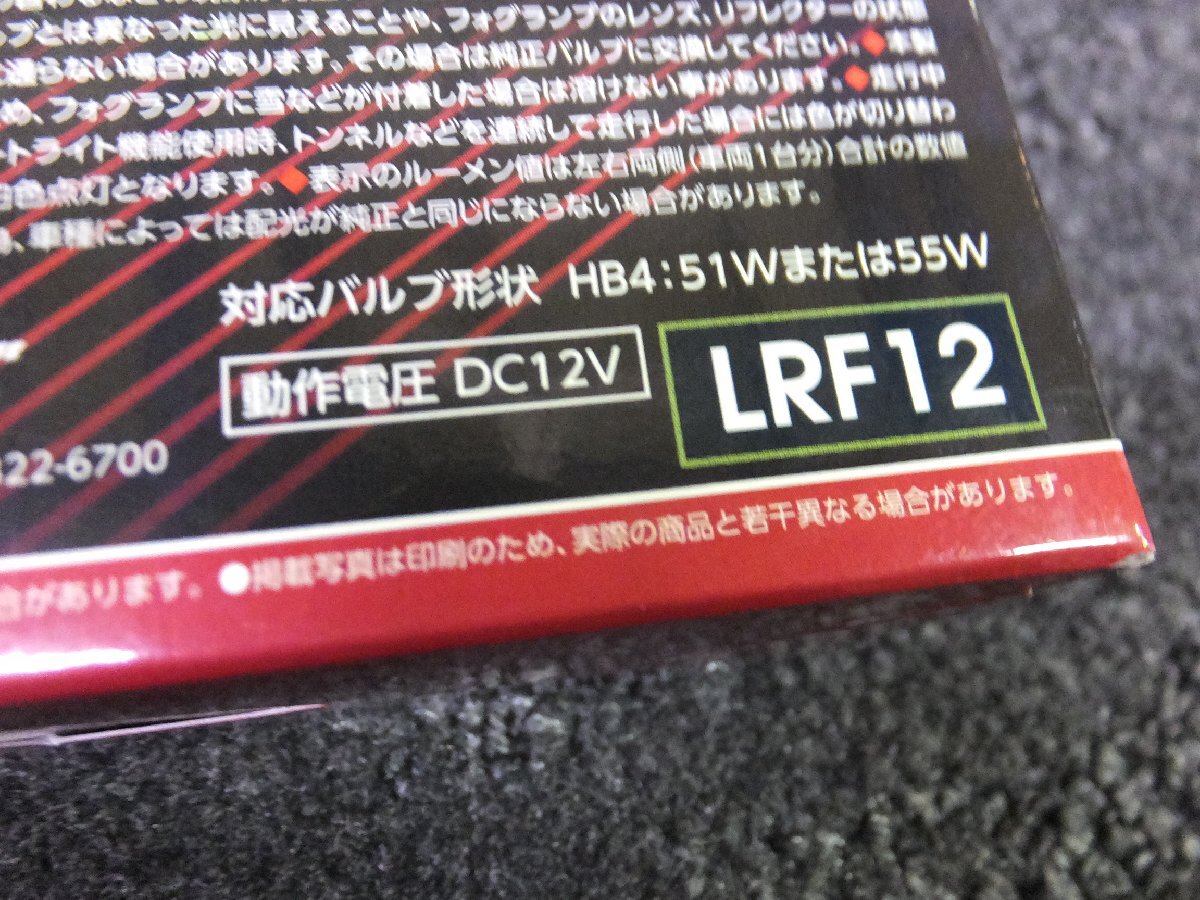 ルブとは異なった光に見えることや、フォグランプのレンズ、リフレクターの状態
通らない場合があります。その場合は純正バルブに交換してください。◆本製
め、フォグランプに雪などが付着した場合は溶けない事があります。◆走行中
ートライト機能使用時、トンネルなどを連続して走行した場合には色が切り替わ
色点灯となります。◆表示のルーメン値は左右両側(車両1台分)合計の数値
、車種によっては配光が純正と同じにならない場合があります。
対応バルブ形状 HB4:51Wまたは55W
動作電圧 DC12V
LRF12
22-6700
合があります。●掲載写真は印刷のため、実際の商品と若干異なる場合があります。